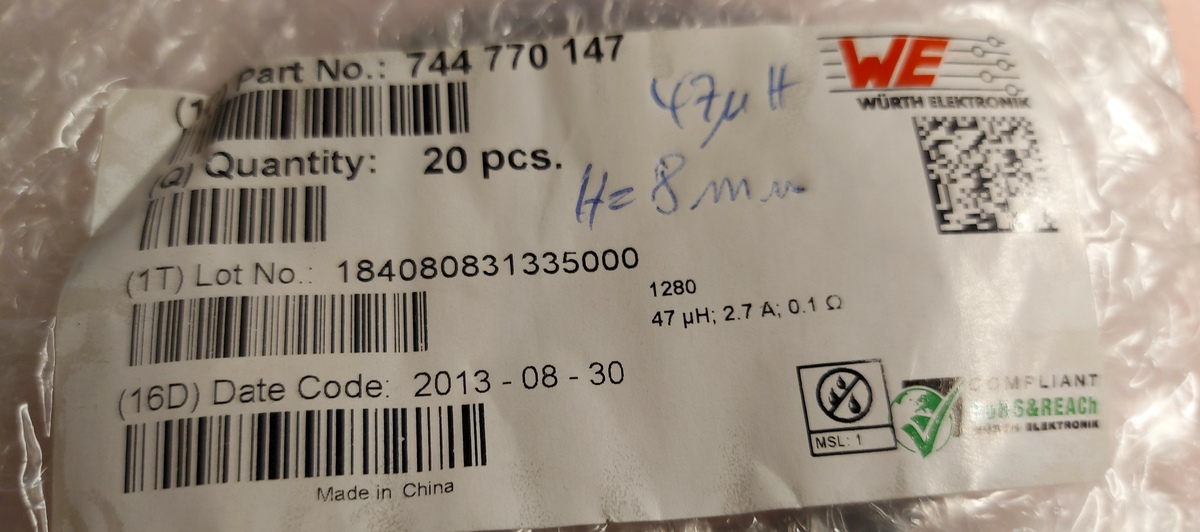 Part No.: 744 770 147
47µH
WE
WÜRTH ELEKTRONIK
(Q) Quantity: 20 pcs.
H=8mm
(1T) Lot No.: 184080831335000
1280
47 µH; 2.7 A; 0.1 Ω
(16D) Date Code: 2013 - 08 - 30
MSL: 1
COMPLIANT
RoHS&REACh
WÜRTH ELEKTRONIK
Made in China